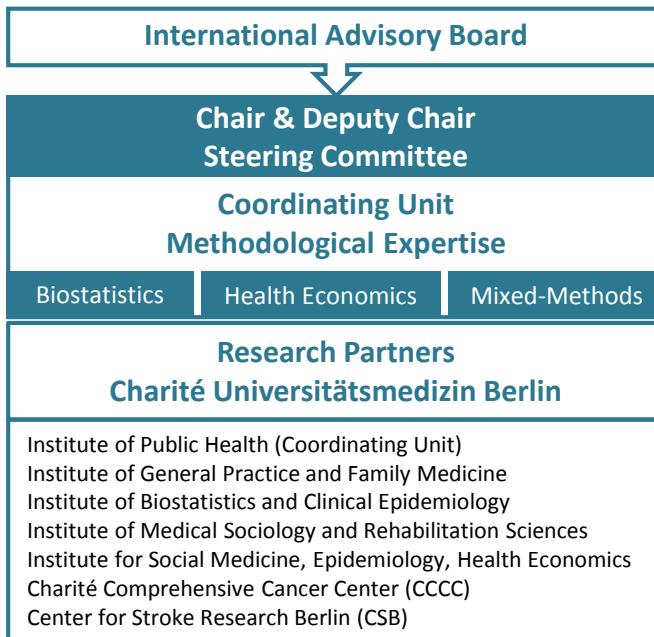 International Advisory Board
Chair & Deputy Chair
Steering Committee
Coordinating Unit
Methodological Expertise
Biostatistics
Health Economics
Mixed-Methods
Research Partners
Charité Universitätsmedizin Berlin
Institute of Public Health (Coordinating Unit)
Institute of General Practice and Family Medicine
Institute of Biostatistics and Clinical Epidemiology
Institute of Medical Sociology and Rehabilitation Sciences
Institute for Social Medicine, Epidemiology, Health Economics
Charité Comprehensive Cancer Center (CCCC)
Center for Stroke Research Berlin (CSB)